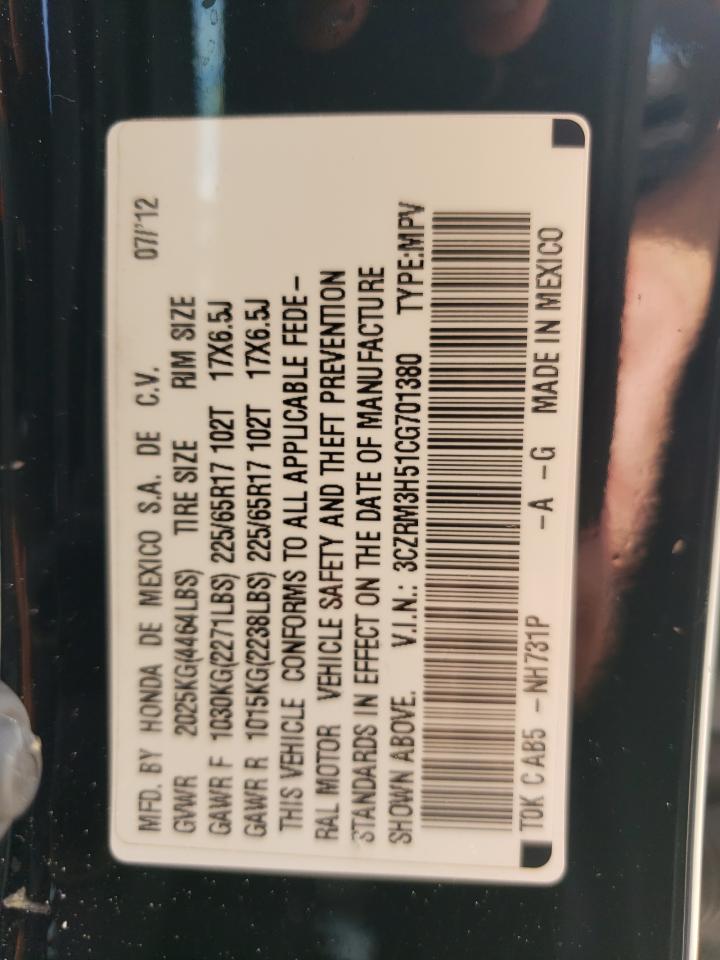 MFD. BY HONDA DE MEXICO S.A. DE C.V. 07/'12
GVWR 2025KG(4464LBS) TIRE SIZE RIM SIZE
GAWR F 1030KG(2271LBS) 225/65R17 102T 17X6.5J
GAWR R 1015KG(2238LBS) 225/65R17 102T 17X6.5J
THIS VEHICLE CONFORMS TO ALL APPLICABLE FEDE-
RAL MOTOR VEHICLE SAFETY AND THEFT PREVENTION
STANDARDS IN EFFECT ON THE DATE OF MANUFACTURE
SHOWN ABOVE. V.I.N.: 3CZRM3H51CG701380 TYPE:MPV
T0K C AB5 -NH731P -A -G MADE IN MEXICO